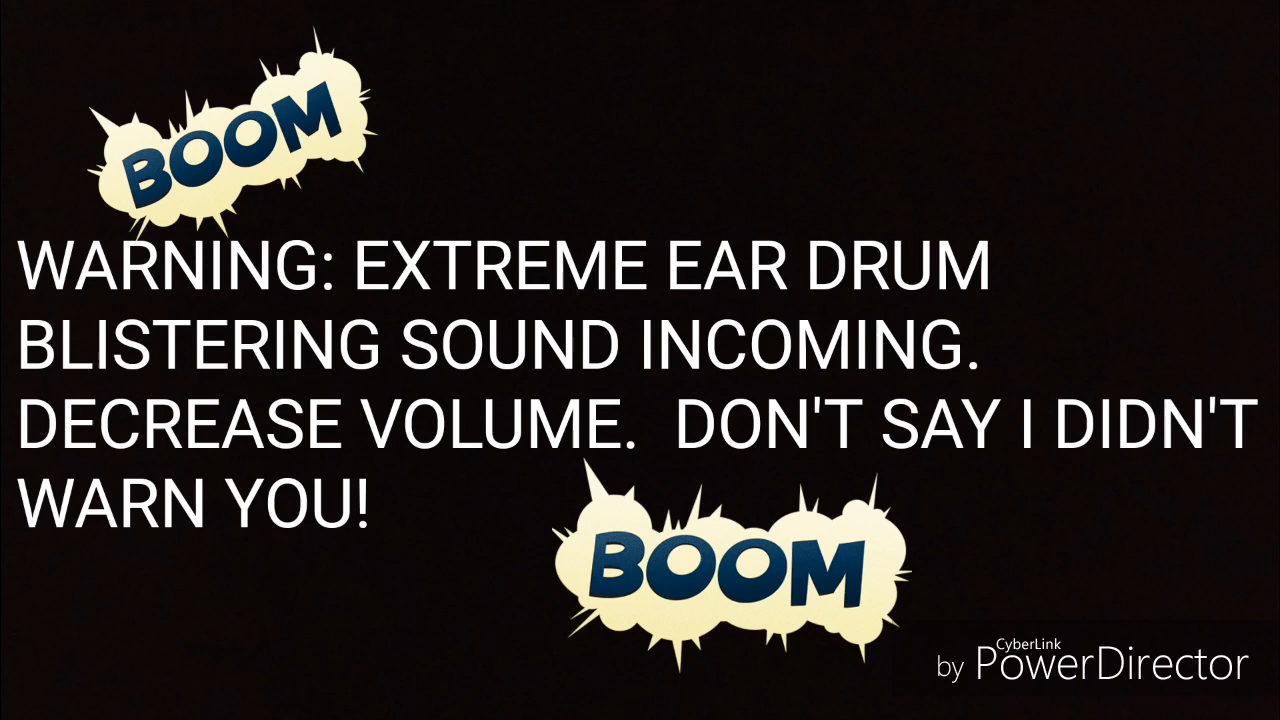 BOOM
WARNING: EXTREME EAR DRUM
BLISTERING SOUND INCOMING.
DECREASE VOLUME.  DON'T SAY I DIDN'T
WARN YOU!
BOOM
CyberLink
by PowerDirector